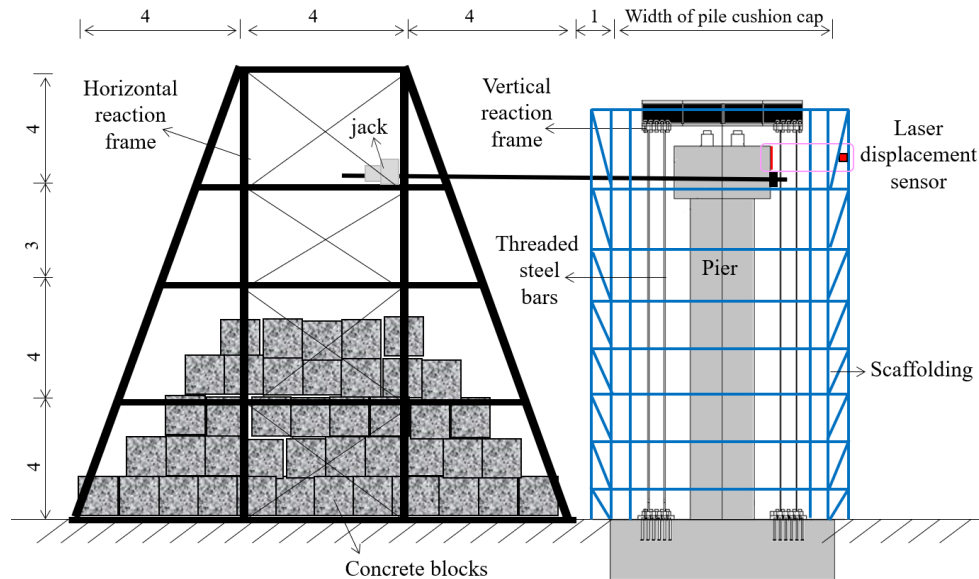 4
4
4
1
Width of pile cushion cap
Horizontal
reaction
frame
jack
Vertical
reaction
frame
Laser
displacement
sensor
4
3
4
4
Threaded
steel
bars
Pier
Scaffolding
Concrete blocks